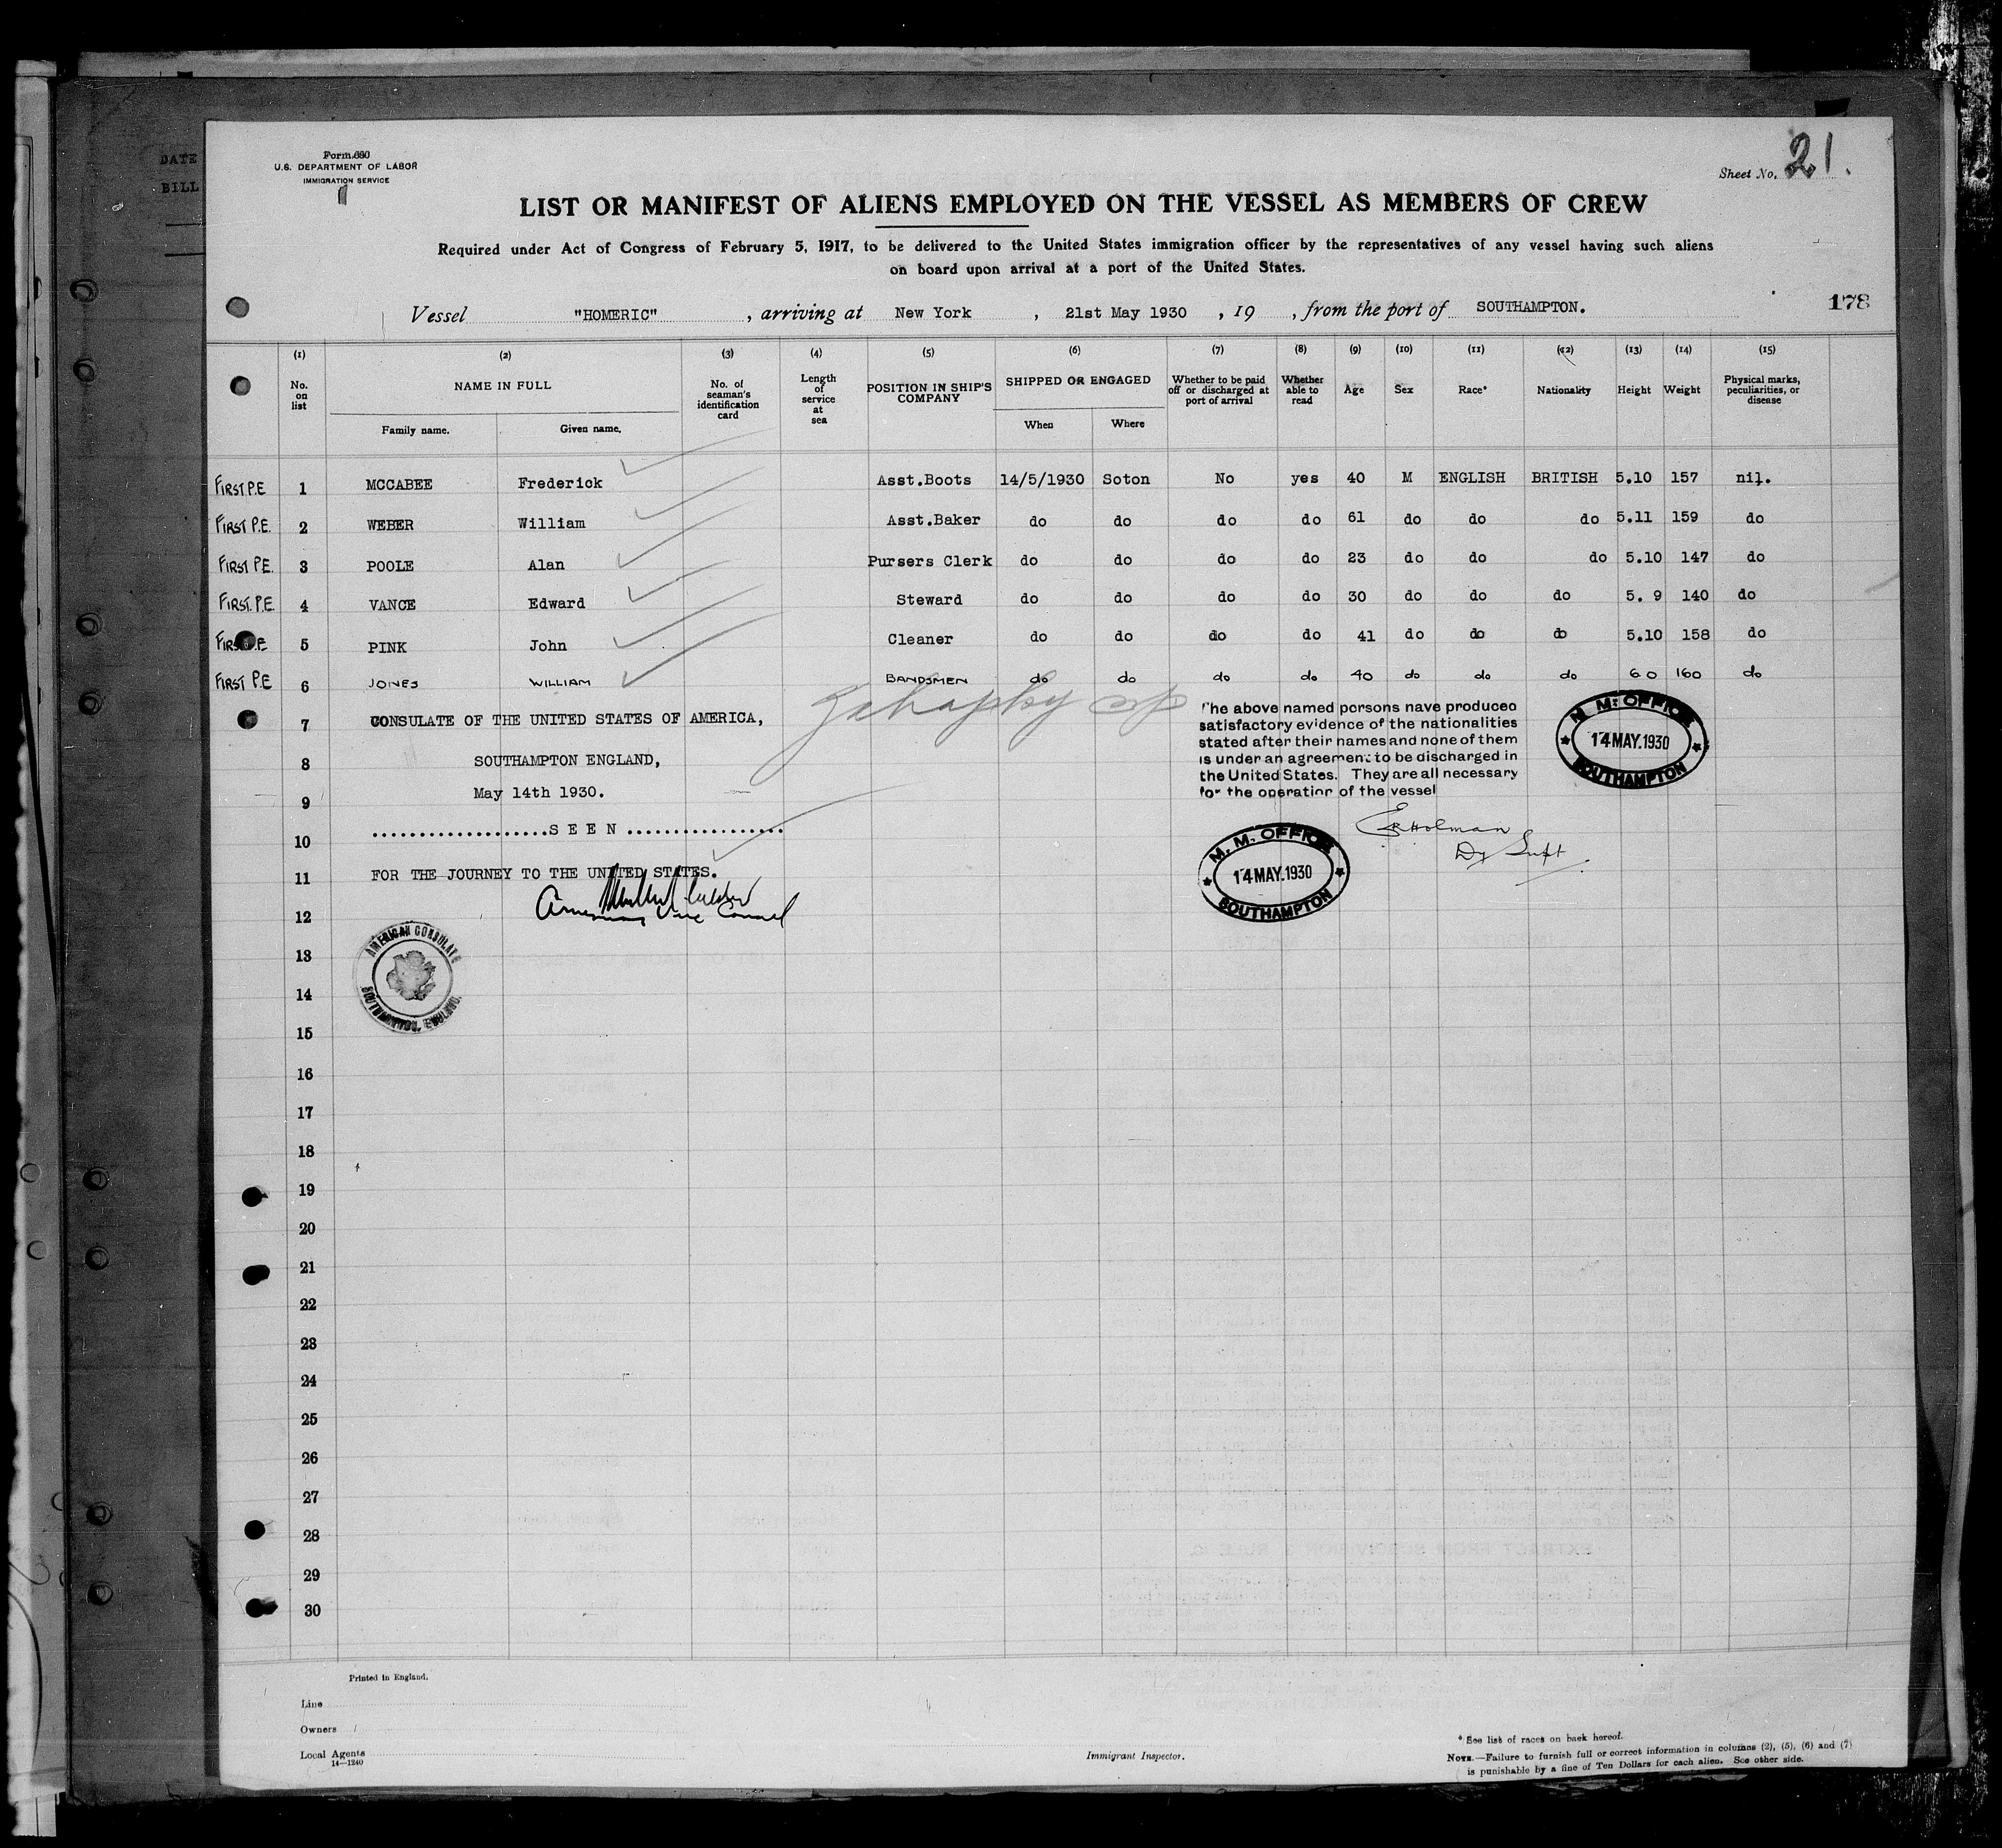 DATE
BILL
Form 680
U.S. DEPARTMENT OF LABOR
IMMIGRATION SERVICE
Sheet No. 21.
LIST OR MANIFEST OF ALIENS EMPLOYED ON THE VESSEL AS MEMBERS OF CREW
Required under Act of Congress of February 5, 1917, to be delivered to the United States immigration officer by the representatives of any vessel having such aliens
on board upon arrival at a port of the United States.
Vessel "HOMERIC", arriving at New York, 21st May 1930, 19, from the port of SOUTHAMPTON.
178
(1) (2) (3) (4) (5) (6) (7) (8) (9) (10) (11) (12) (13) (14) (15)
No. on list
NAME IN FULL
Family name. Given name.
No. of seaman's identification card
Length of service at sea
POSITION IN SHIP'S COMPANY
SHIPPED OR ENGAGED
When Where
Whether to be paid off or discharged at port of arrival
Whether able to read
Age
Sex
Race*
Nationality
Height
Weight
Physical marks, peculiarities, or disease
FIRST P.E 1 MCCABEE Frederick Asst.Boots 14/5/1930 Soton No yes 40 M ENGLISH BRITISH 5.10 157 nil.
FIRST P.E. 2 WEBER William Asst.Baker do do do do 61 do do do 5.11 159 do
FIRST P.E. 3 POOLE Alan Pursers Clerk do do do do 23 do do do 5.10 147 do
FIRST. P.E. 4 VANCE Edward Steward do do do do 30 do do do 5. 9 140 do
FIRST P.E 5 PINK John Cleaner do do do do 41 do do do 5.10 158 do
FIRST P.E 6 JONES WILLIAM BANDSMEN do do do do 40 do do do 6 0 160 do
7 CONSULATE OF THE UNITED STATES OF AMERICA,
8 SOUTHAMPTON ENGLAND,
9 May 14th 1930.
10 ....................S E E N ..................
11 FOR THE JOURNEY TO THE UNITED STATES.
12 American Vice Consul
AMERICAN CONSULATE
SOUTHAMPTON, ENGLAND.
The above named persons have produced
satisfactory evidence of the nationalities
stated after their names and none of them
is under an agreement to be discharged in
the United States. They are all necessary
for the operation of the vessel
M. M. OFFICE
14 MAY. 1930
SOUTHAMPTON
Holman
Dy Supt
M. M. OFFICE
14 MAY. 1930
SOUTHAMPTON
13
14
15
16
17
18
19
20
21
22
23
24
25
26
27
28
29
30
Printed in England.
Line
Owners
Local Agents
14—1240
Immigrant Inspector.
* See list of races on back hereof.
NOTE.—Failure to furnish full or correct information in columns (2), (5), (6) and (7)
is punishable by a fine of Ten Dollars for each alien. See other side.